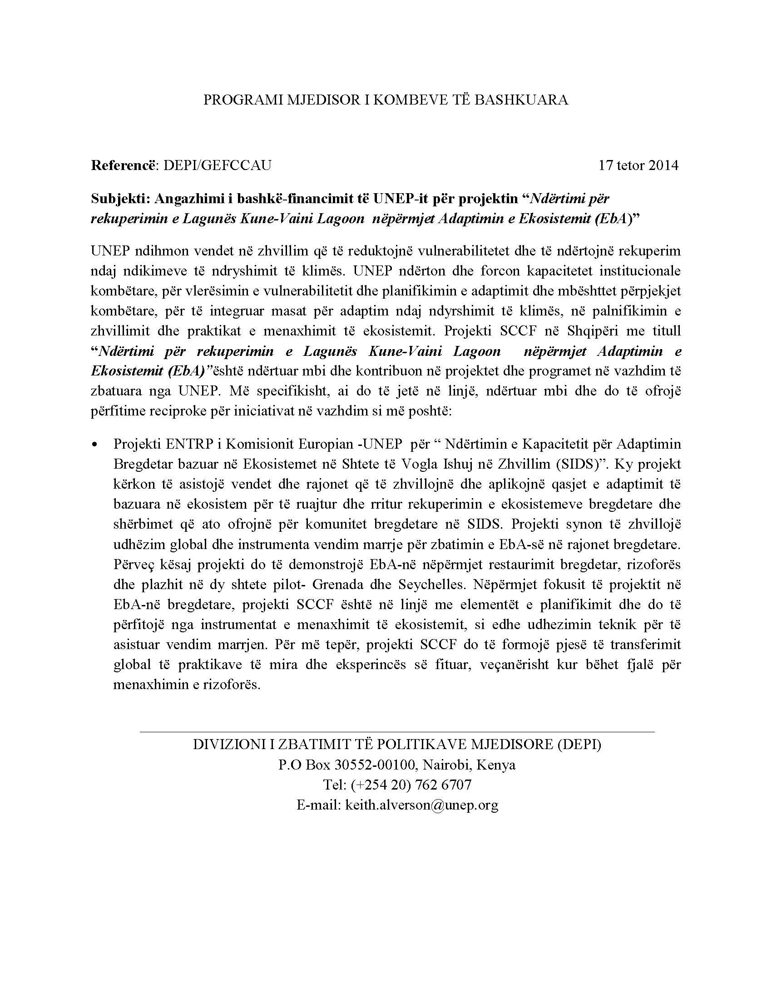 PROGRAMI MJEDISOR I KOMBEVE TË BASHKUARA
Referencë: DEPI/GEFCCAU 17 tetor 2014
Subjekti: Angazhimi i bashkë-financimit të UNEP-it për projektin “Ndërtimi për
rekuperimin e Lagunës Kune-Vaini Lagoon nëpërmjet Adaptimin e Ekosistemit (EbA)”
UNEP ndihmon vendet në zhvillim që të reduktojnë vulnerabilitetet dhe të ndërtojnë rekuperim
ndaj ndikimeve të ndryshimit të klimës. UNEP ndërton dhe forcon kapacitetet institucionale
kombëtare, për vlerësimin e vulnerabilitetit dhe planifikimin e adaptimit dhe mbështtet përpjekjet
kombëtare, për të integruar masat për adaptim ndaj ndyrshimit të klimës, në palnifikimin e
zhvillimit dhe praktikat e menaxhimit të ekosistemit. Projekti SCCF në Shqipëri me titull
“Ndërtimi për rekuperimin e Lagunës Kune-Vaini Lagoon nëpërmjet Adaptimin e
Ekosistemit (EbA)”është ndërtuar mbi dhe kontribuon në projektet dhe programet në vazhdim të
zbatuara nga UNEP. Më specifikisht, ai do të jetë në linjë, ndërtuar mbi dhe do të ofrojë
përfitime reciproke për iniciativat në vazhdim si më poshtë:
• Projekti ENTRP i Komisionit Europian -UNEP për “ Ndërtimin e Kapacitetit për Adaptimin
Bregdetar bazuar në Ekosistemet në Shtete të Vogla Ishuj në Zhvillim (SIDS)”. Ky projekt
kërkon të asistojë vendet dhe rajonet që të zhvillojnë dhe aplikojnë qasjet e adaptimit të
bazuara në ekosistem për të ruajtur dhe rritur rekuperimin e ekosistemeve bregdetare dhe
shërbimet që ato ofrojnë për komunitet bregdetare në SIDS. Projekti synon të zhvillojë
udhëzim global dhe instrumenta vendim marrje për zbatimin e EbA-së në rajonet bregdetare.
Përveç kësaj projekti do të demonstrojë EbA-në nëpërmjet restaurimit bregdetar, rizoforës
dhe plazhit në dy shtete pilot- Grenada dhe Seychelles. Nëpërmjet fokusit të projektit në
EbA-në bregdetare, projekti SCCF është në linjë me elementët e planifikimit dhe do të
përfitojë nga instrumentat e menaxhimit të ekosistemit, si edhe udhezimin teknik për të
asistuar vendim marrjen. Për më tepër, projekti SCCF do të formojë pjesë të transferimit
global të praktikave të mira dhe eksperincës së fituar, veçanërisht kur bëhet fjalë për
menaxhimin e rizoforës.
DIVIZIONI I ZBATIMIT TË POLITIKAVE MJEDISORE (DEPI)
P.O Box 30552-00100, Nairobi, Kenya
Tel: (+254 20) 762 6707
E-mail: keith.alverson@unep.org